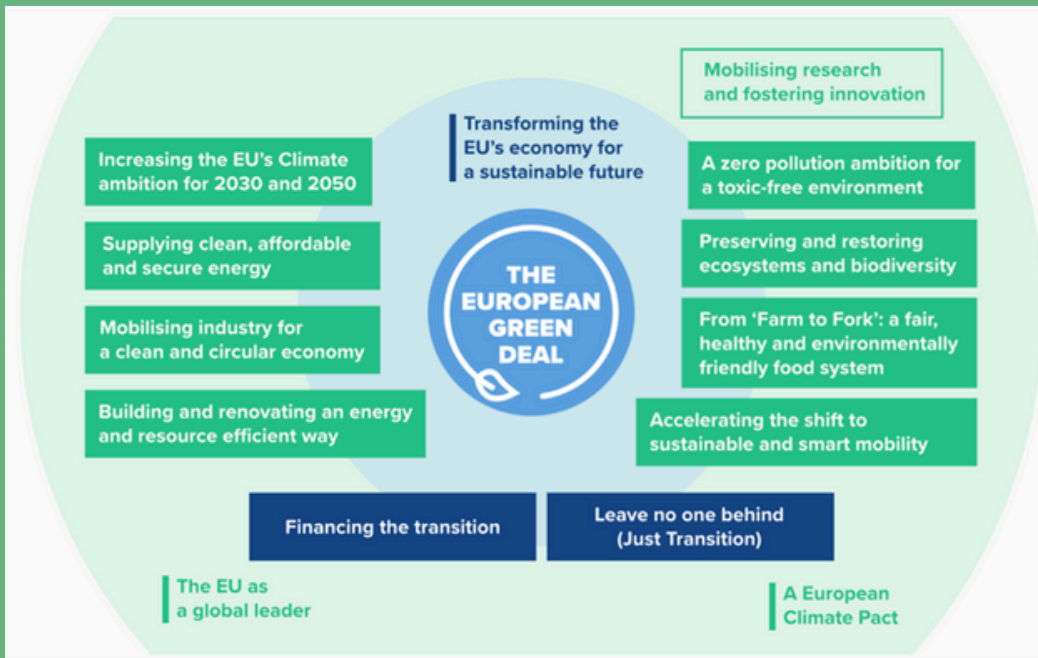 Mobilising research
and fostering innovation
Transforming the
EU's economy for
a sustainable future
Increasing the EU's Climate
ambition for 2030 and 2050
Supplying clean, affordable
and secure energy
Mobilising industry for
a clean and circular economy
Building and renovating an energy
and resource efficient way
THE
EUROPEAN
GREEN
DEAL
A zero pollution ambition for
a toxic-free environment
Preserving and restoring
ecosystems and biodiversity
From ‘Farm to Fork’: a fair,
healthy and environmentally
friendly food system
Accelerating the shift to
sustainable and smart mobility
Financing the transition
Leave no one behind
(Just Transition)
The EU as
a global leader
A European
Climate Pact